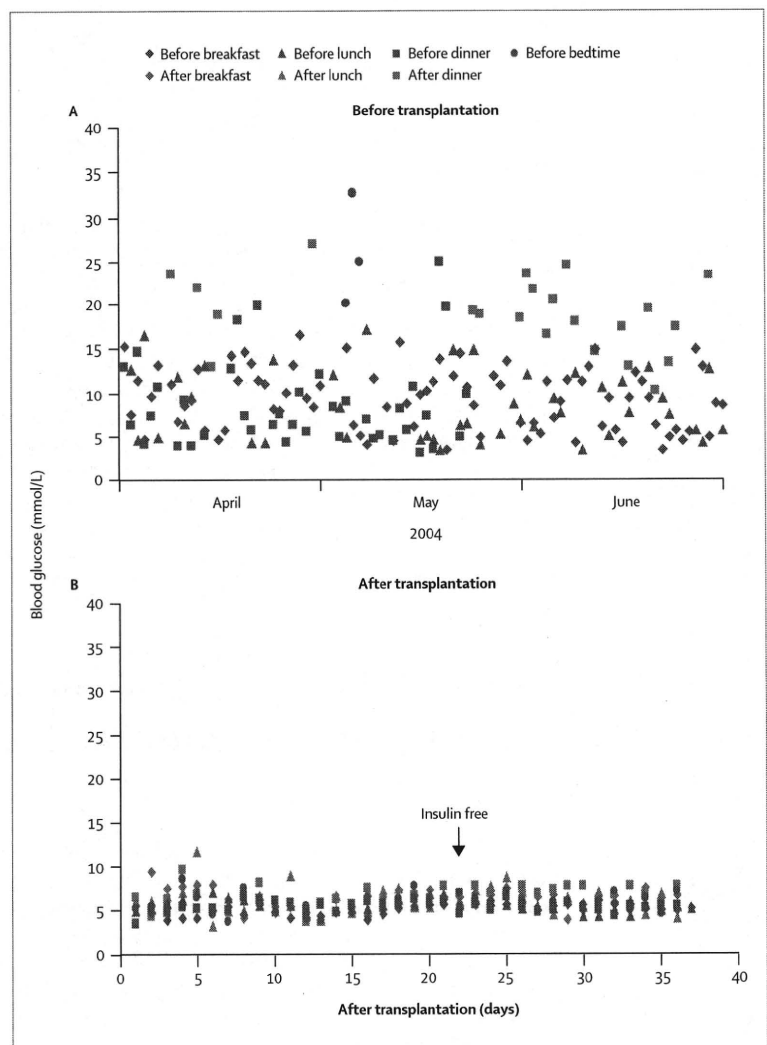 Before breakfast Before lunch Before dinner Before bedtime
After breakfast After lunch After dinner
A Before transplantation
40
35
30
25
20
15
10
5
0
April May June
2004
Blood glucose (mmol/L)
B After transplantation
40
35
30
25
20
15
10
5
0
Insulin free
0 5 10 15 20 25 30 35 40
After transplantation (days)